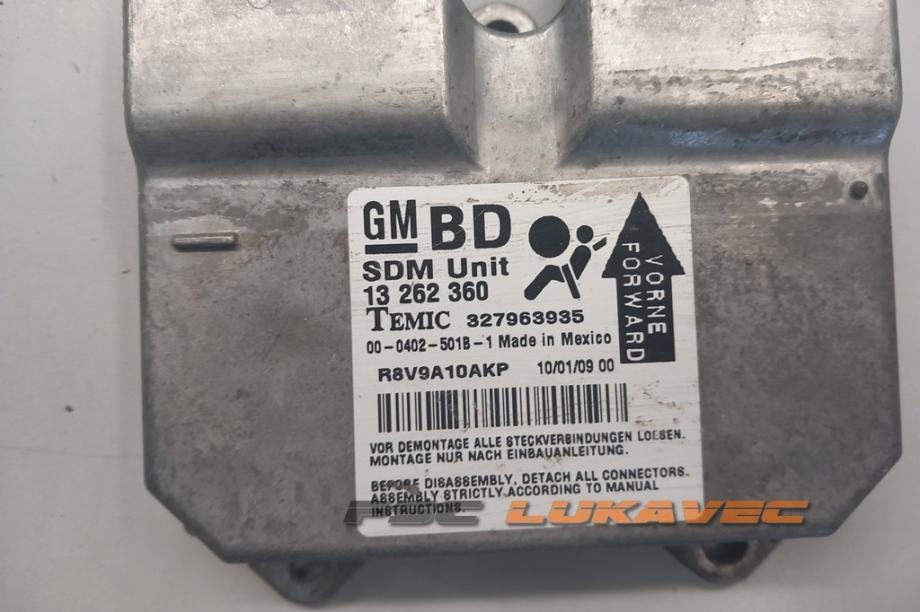 GM BD
SDM Unit
13 262 360
TEMIC 327963935
00-0402-501B-1 Made in Mexico
R8V9A10AKP 10/01/09 00
VORNE
FORWARD
VOR DEMONTAGE ALLE STECKVERBINDUNGEN LOESEN.
MONTAGE NUR NACH EINBAUANLEITUNG.
BEFORE DISASSEMBLY, DETACH ALL CONNECTORS.
ASSEMBLY STRICTLY ACCORDING TO MANUAL
INSTRUCTIONS.
PSC LUKAVEC